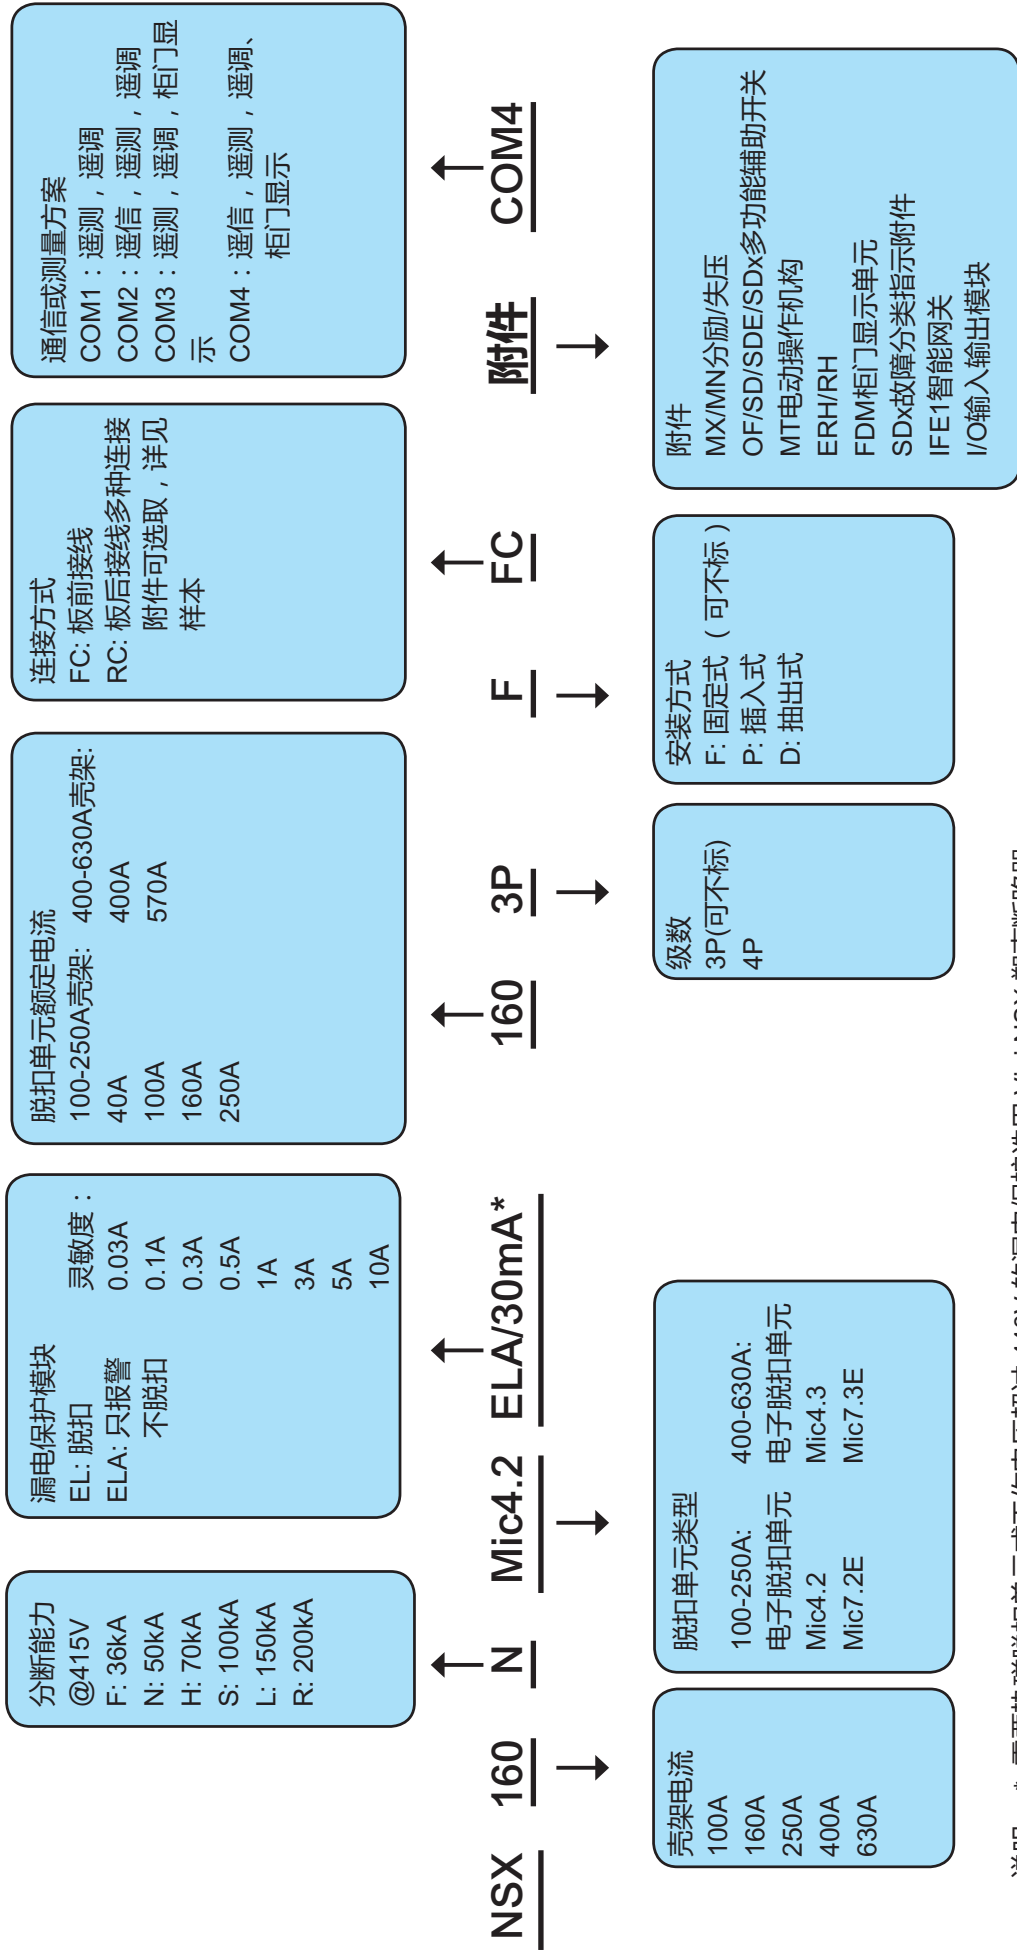 分断能力
@415V
F: 36kA
N: 50kA
H: 70kA
S: 100kA
L: 150kA
R: 200kA
漏电保护模块
EL: 脱扣
ELA: 只报警
不脱扣
灵敏度：
0.03A
0.1A
0.3A
0.5A
1A
3A
5A
10A
脱扣单元额定电流
100-250A壳架:
40A
100A
160A
250A
400-630A壳架:
400A
570A
连接方式
FC: 板前接线
RC: 板后接线多种连接
附件可选取，详见
样本
通信或测量方案
COM1：遥测，遥调
COM2：遥信，遥测，遥调
COM3：遥测，遥调，柜门显
示
COM4：遥信，遥测，遥调、
柜门显示
NSX 160 N Mic4.2 ELA/30mA* 160 3P F FC 附件 COM4
壳架电流
100A
160A
250A
400A
630A
脱扣单元类型
100-250A:
电子脱扣单元
Mic4.2
Mic7.2E
400-630A:
电子脱扣单元
Mic4.3
Mic7.3E
级数
3P(可不标)
4P
安装方式
F: 固定式（可不标）
P: 插入式
D: 抽出式
附件
MX/MN分励/失压
OF/SD/SDE/SDx多功能辅助开关
MT电动操作机构
ERH/RH
FDM柜门显示单元
SDx故障分类指示附件
IFE1智能网关
I/O输入输出模块